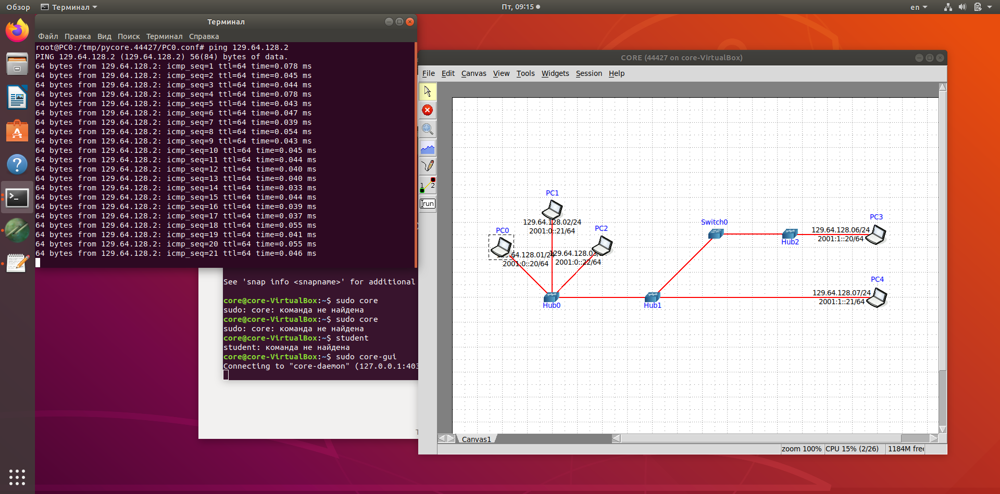 Обзор
Терминал
Пт, 09:15
en
Терминал
Файл Правка Вид Поиск Терминал Справка
root@PC0:/tmp/pycore.44427/PC0.conf# ping 129.64.128.2
PING 129.64.128.2 (129.64.128.2) 56(84) bytes of data.
64 bytes from 129.64.128.2: icmp_seq=1 ttl=64 time=0.078 ms
64 bytes from 129.64.128.2: icmp_seq=2 ttl=64 time=0.045 ms
64 bytes from 129.64.128.2: icmp_seq=3 ttl=64 time=0.044 ms
64 bytes from 129.64.128.2: icmp_seq=4 ttl=64 time=0.078 ms
64 bytes from 129.64.128.2: icmp_seq=5 ttl=64 time=0.043 ms
64 bytes from 129.64.128.2: icmp_seq=6 ttl=64 time=0.047 ms
64 bytes from 129.64.128.2: icmp_seq=7 ttl=64 time=0.039 ms
64 bytes from 129.64.128.2: icmp_seq=8 ttl=64 time=0.054 ms
64 bytes from 129.64.128.2: icmp_seq=9 ttl=64 time=0.043 ms
64 bytes from 129.64.128.2: icmp_seq=10 ttl=64 time=0.045 ms
64 bytes from 129.64.128.2: icmp_seq=11 ttl=64 time=0.044 ms
64 bytes from 129.64.128.2: icmp_seq=12 ttl=64 time=0.040 ms
64 bytes from 129.64.128.2: icmp_seq=13 ttl=64 time=0.040 ms
64 bytes from 129.64.128.2: icmp_seq=14 ttl=64 time=0.033 ms
64 bytes from 129.64.128.2: icmp_seq=15 ttl=64 time=0.044 ms
64 bytes from 129.64.128.2: icmp_seq=16 ttl=64 time=0.039 ms
64 bytes from 129.64.128.2: icmp_seq=17 ttl=64 time=0.037 ms
64 bytes from 129.64.128.2: icmp_seq=18 ttl=64 time=0.055 ms
64 bytes from 129.64.128.2: icmp_seq=19 ttl=64 time=0.041 ms
64 bytes from 129.64.128.2: icmp_seq=20 ttl=64 time=0.055 ms
64 bytes from 129.64.128.2: icmp_seq=21 ttl=64 time=0.046 ms
See 'snap info <snapname>' for additional
core@core-VirtualBox:~$ sudo core
sudo: core: команда не найдена
core@core-VirtualBox:~$ sudo core
sudo: core: команда не найдена
core@core-VirtualBox:~$ student
student: команда не найдена
core@core-VirtualBox:~$ sudo core-gui
Connecting to "core-daemon" (127.0.0.1:403
CORE (44427 on core-VirtualBox)
File Edit Canvas View Tools Widgets Session Help
1 2
run
PC1
129.64.128.02/24
2001:0::21/64
PC0
64.128.01/24
2001:0::20/64
PC2
129.64.128.03
2001:0::22/64
Switch0
Hub2
PC3
129.64.128.06/24
2001:1::20/64
PC4
129.64.128.07/24
2001:1::21/64
Hub0
Hub1
Canvas1
zoom 100%
CPU 15% (2/26)
1184M free